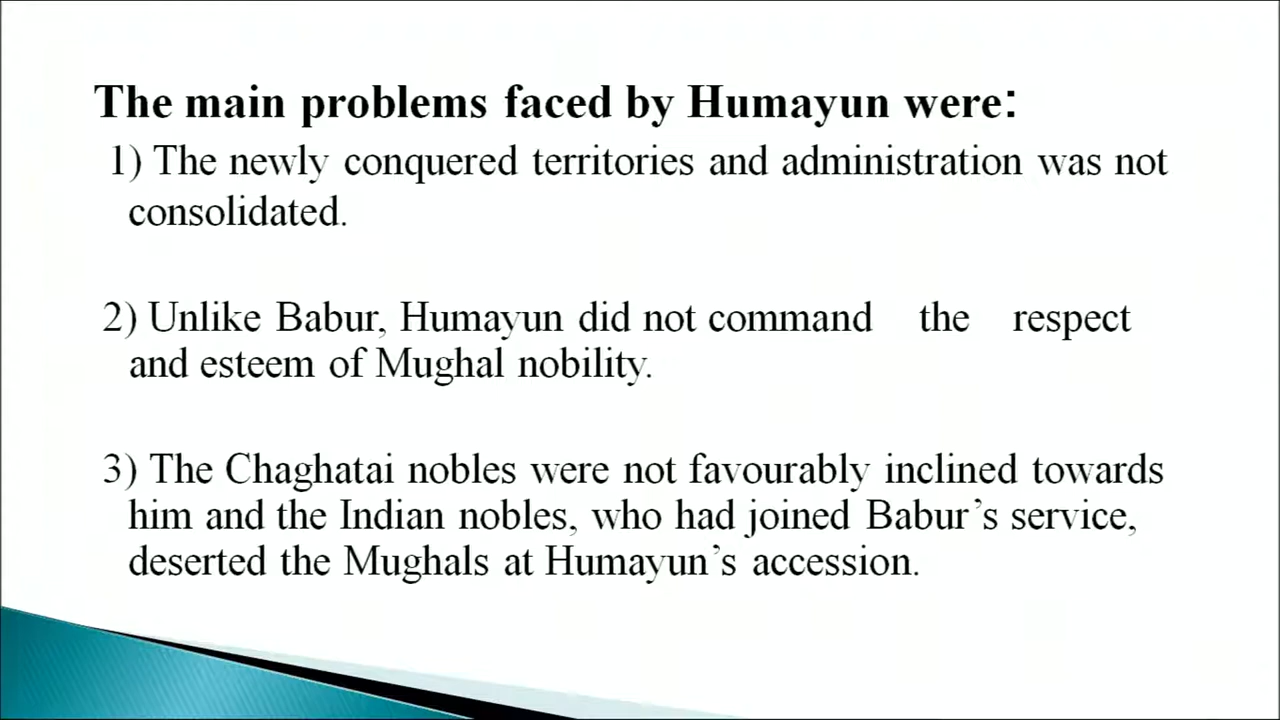 The main problems faced by Humayun were:
1) The newly conquered territories and administration was not
consolidated.
2) Unlike Babur, Humayun did not command the respect
and esteem of Mughal nobility.
3) The Chaghatai nobles were not favourably inclined towards
him and the Indian nobles, who had joined Babur’s service,
deserted the Mughals at Humayun’s accession.